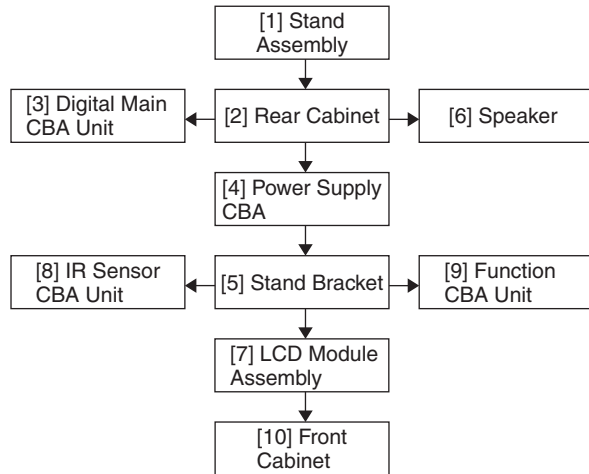 [1] Stand
Assembly
[3] Digital Main
CBA Unit
[2] Rear Cabinet
[6] Speaker
[4] Power Supply
CBA
[8] IR Sensor
CBA Unit
[5] Stand Bracket
[9] Function
CBA Unit
[7] LCD Module
Assembly
[10] Front
Cabinet